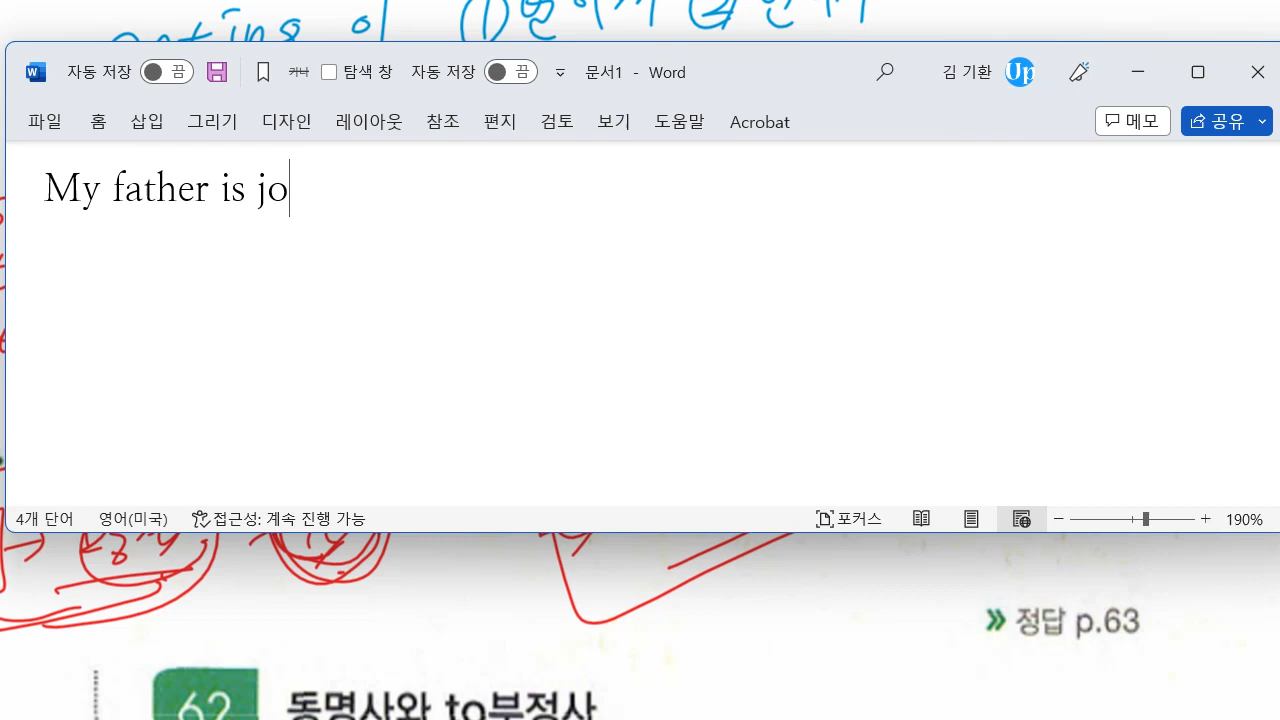 자동 저장 끔 가나 탐색 창 자동 저장 끔 문서1 - Word 김 기환 Up
파일 홈 삽입 그리기 디자인 레이아웃 참조 편지 검토 보기 도움말 Acrobat 메모 공유
My father is jo
4개 단어 영어(미국) 접근성: 계속 진행 가능 포커스 190%
정답 p.63
62 동명사와 to부정사